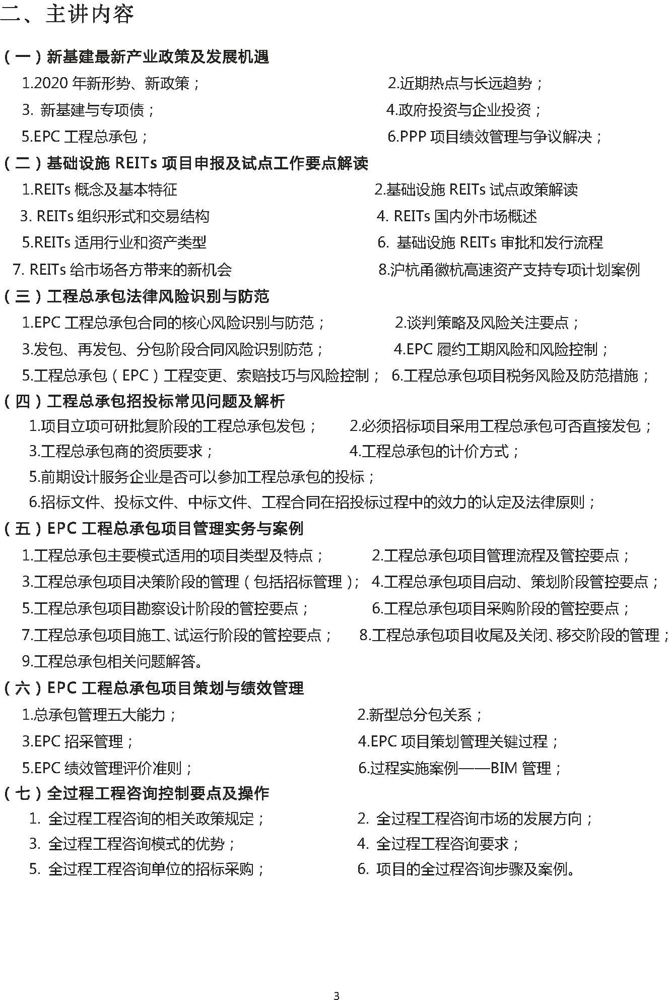 二、主讲内容
（一）新基建最新产业政策及发展机遇
1.2020 年新形势、新政策； 2.近期热点与长远趋势；
3. 新基建与专项债； 4.政府投资与企业投资；
5.EPC 工程总承包； 6.PPP 项目绩效管理与争议解决；
（二）基础设施 REITs 项目申报及试点工作要点解读
1.REITs 概念及基本特征 2.基础设施 REITs 试点政策解读
3. REITs 组织形式和交易结构 4. REITs 国内外市场概述
5.REITs 适用行业和资产类型 6. 基础设施 REITs 审批和发行流程
7. REITs 给市场各方带来的新机会 8.沪杭甬徽杭高速资产支持专项计划案例
（三）工程总承包法律风险识别与防范
1.EPC 工程总承包合同的核心风险识别与防范； 2.谈判策略及风险关注要点；
3.发包、再发包、分包阶段合同风险识别防范； 4.EPC 履约工期风险和风险控制；
5.工程总承包（EPC）工程变更、索赔技巧与风险控制； 6.工程总承包项目税务风险及防范措施；
（四）工程总承包招投标常见问题及解析
1.项目立项可研批复阶段的工程总承包发包； 2.必须招标项目采用工程总承包可否直接发包；
3.工程总承包商的资质要求； 4.工程总承包的计价方式；
5.前期设计服务企业是否可以参加工程总承包的投标；
6.招标文件、投标文件、中标文件、工程合同在招投标过程中的效力的认定及法律原则；
（五）EPC 工程总承包项目管理实务与案例
1.工程总承包主要模式适用的项目类型及特点； 2.工程总承包项目管理流程及管控要点；
3.工程总承包项目决策阶段的管理（包括招标管理）； 4.工程总承包项目启动、策划阶段管控要点；
5.工程总承包项目勘察设计阶段的管控要点； 6.工程总承包项目采购阶段的管控要点；
7.工程总承包项目施工、试运行阶段的管控要点； 8.工程总承包项目收尾及关闭、移交阶段的管理；
9.工程总承包相关问题解答。
（六）EPC 工程总承包项目策划与绩效管理
1.总承包管理五大能力； 2.新型总分包关系；
3.EPC 招采管理； 4.EPC 项目策划管理关键过程；
5.EPC 绩效管理评价准则； 6.过程实施案例——BIM 管理；
（七）全过程工程咨询控制要点及操作
1. 全过程工程咨询的相关政策规定； 2. 全过程工程咨询市场的发展方向；
3. 全过程工程咨询模式的优势； 4. 全过程工程咨询要求；
5. 全过程工程咨询单位的招标采购； 6. 项目的全过程咨询步骤及案例。
3